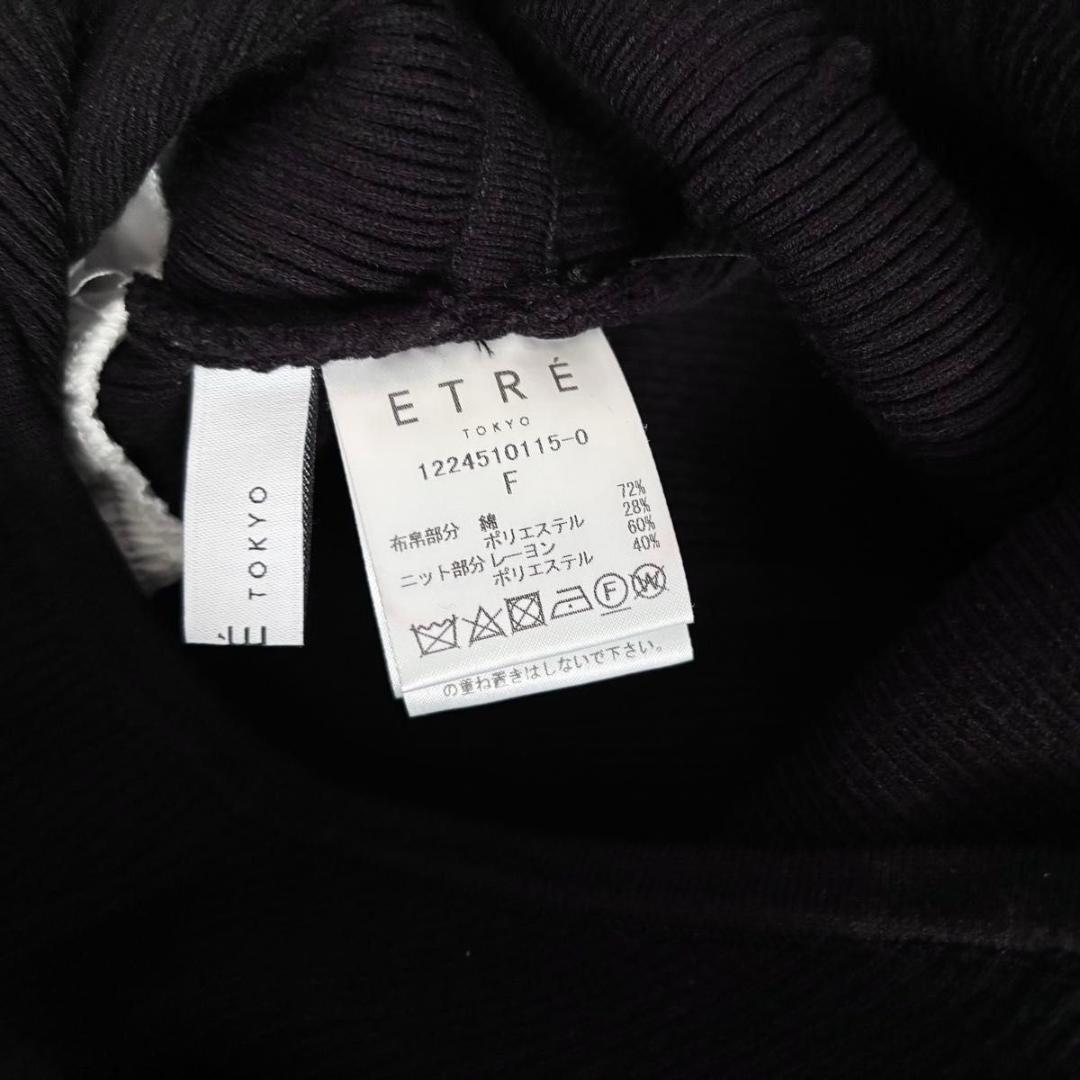 É TOKYO
ETRÉ
TOKYO
1224510115-0
F
布帛部分 綿 72%
ポリエステル 28%
ニット部分 レーヨン 60%
ポリエステル 40%
F W
の重ね置きはしないで下さい。